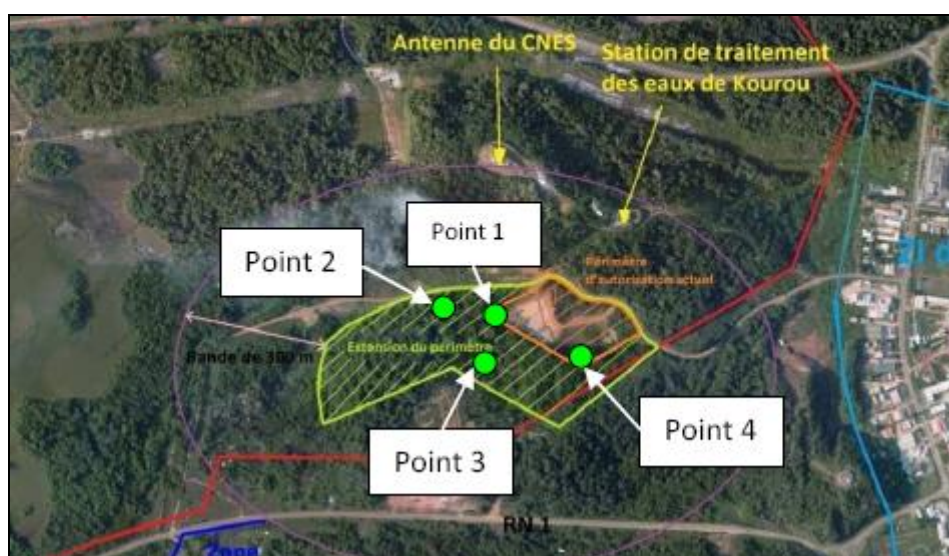 Antenne du CNES
Station de traitement
des eaux de Kourou
Point 1
Point 2
Périmètre
d'autorisation actuel
Extension du périmètre
Bande de 300 m
Point 4
Point 3
RN 1
Zone